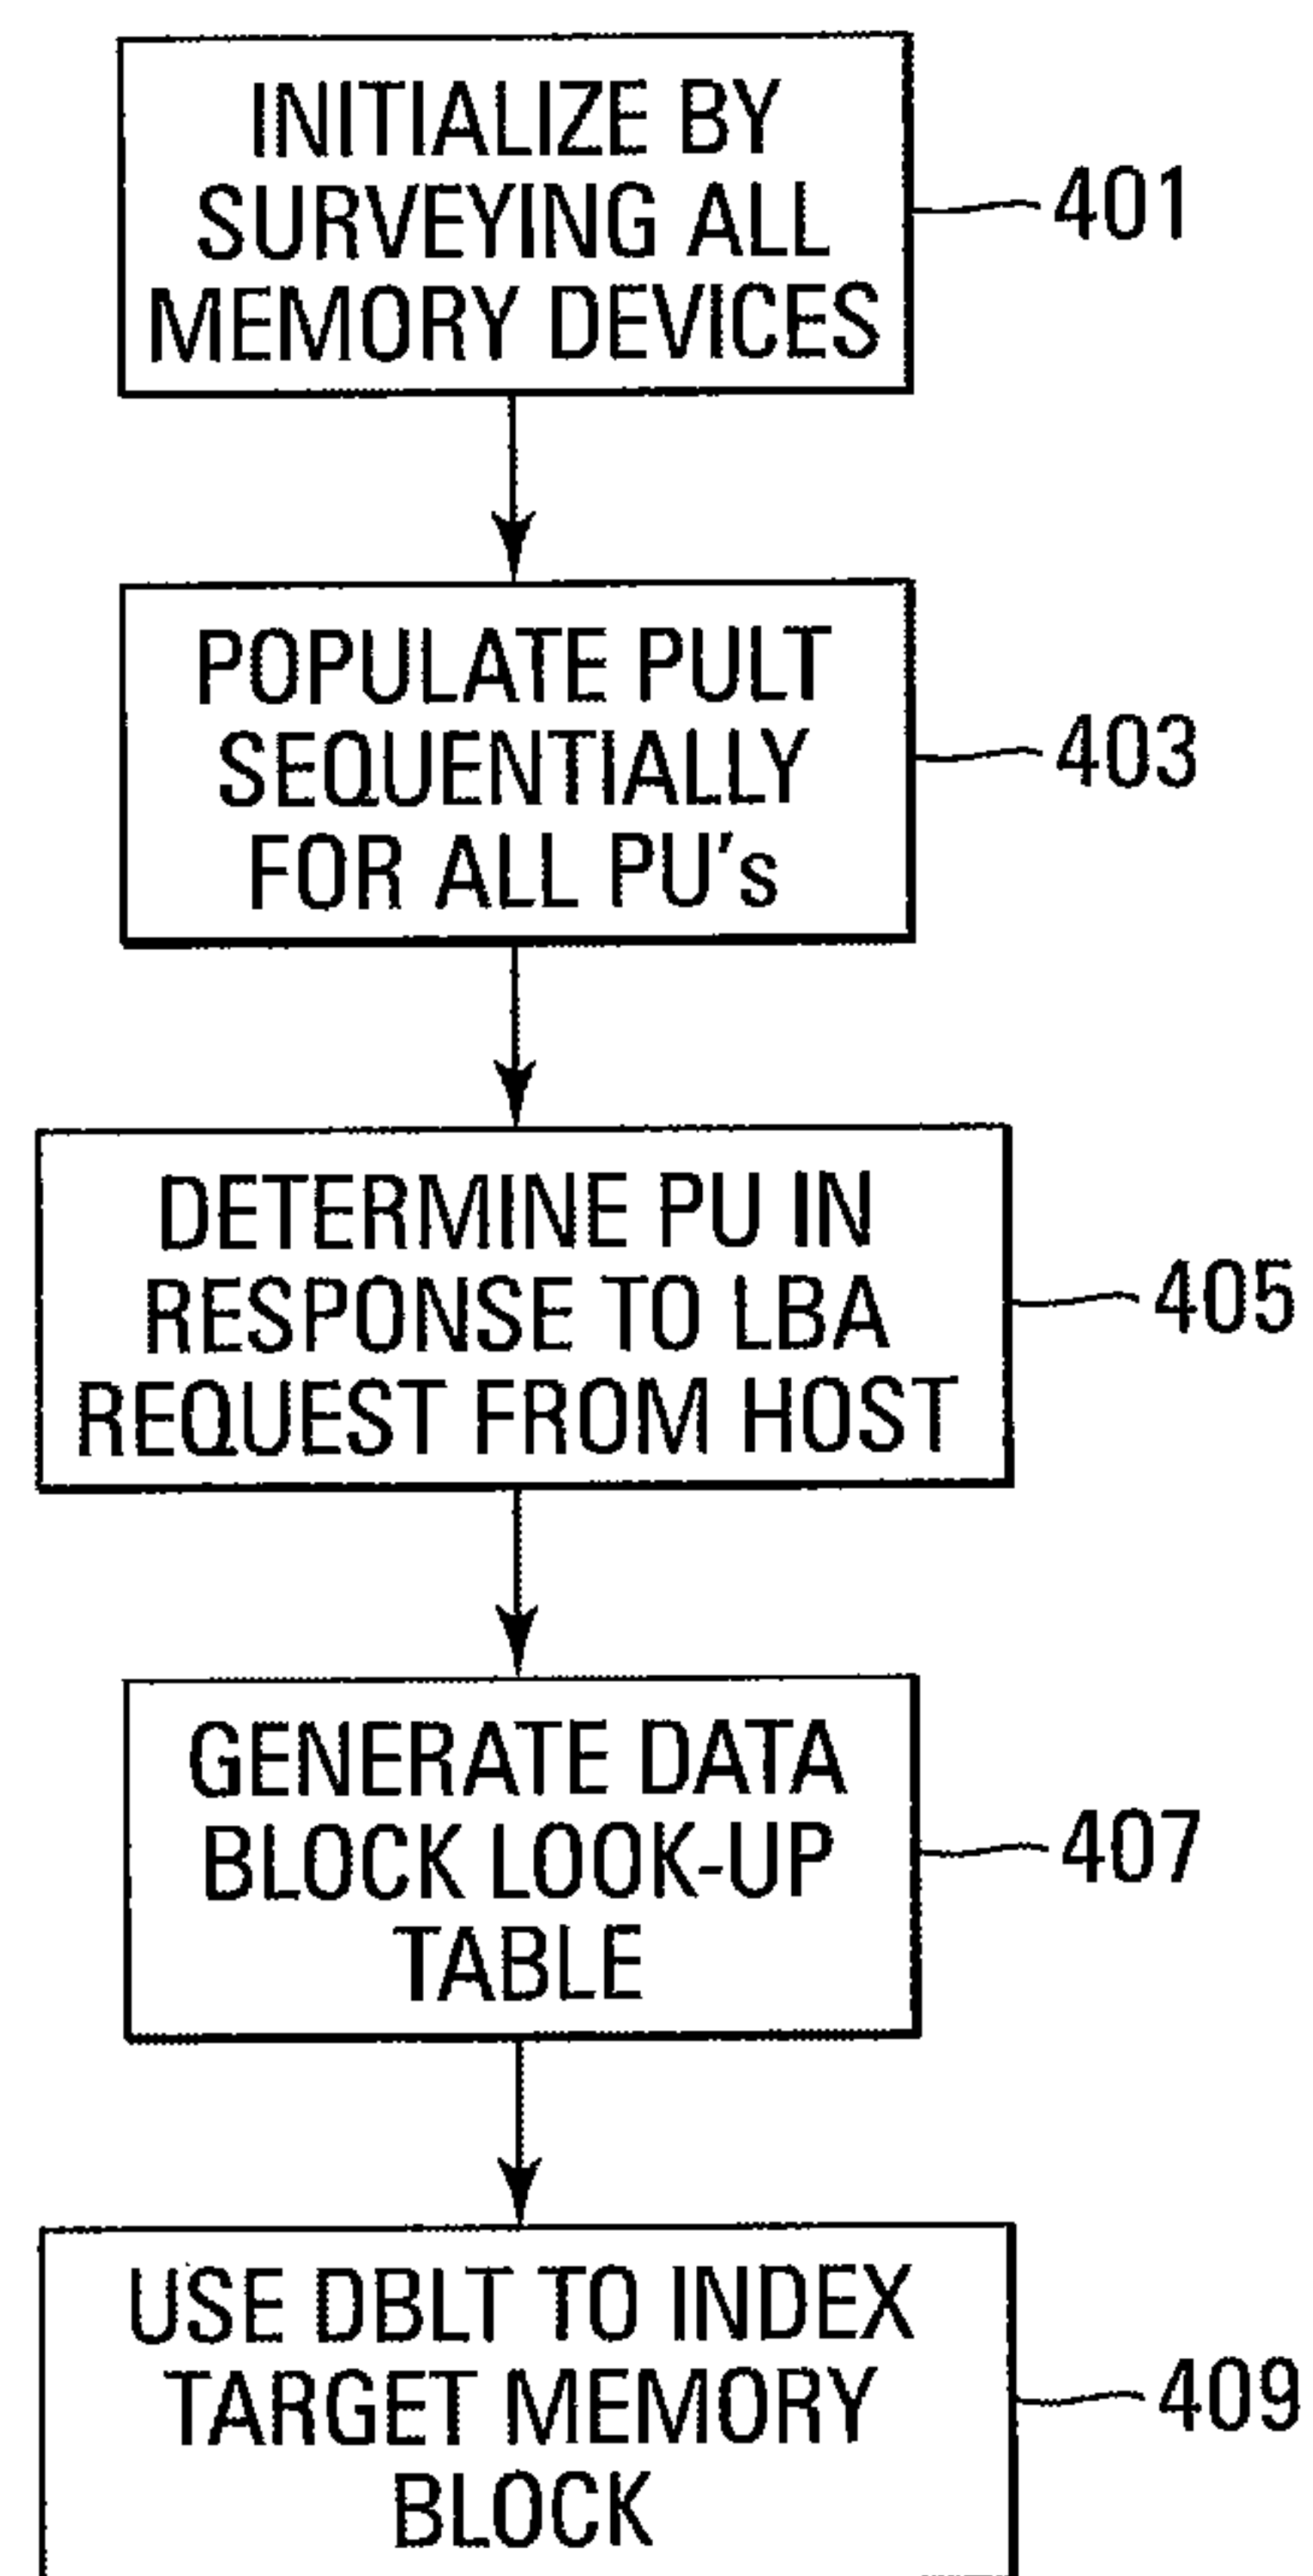 INITIALIZE BY
SURVEYING ALL
MEMORY DEVICES
401
POPULATE PULT
SEQUENTIALLY
FOR ALL PU's
403
DETERMINE PU IN
RESPONSE TO LBA
REQUEST FROM HOST
405
GENERATE DATA
BLOCK LOOK-UP
TABLE
407
USE DBLT TO INDEX
TARGET MEMORY
BLOCK
409